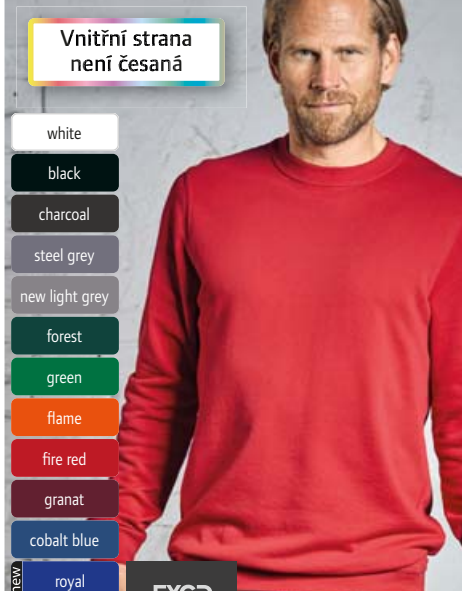 Vnitřní strana
není česaná
white
black
charcoal
steel grey
new light grey
forest
green
flame
fire red
granat
cobalt blue
new
royal